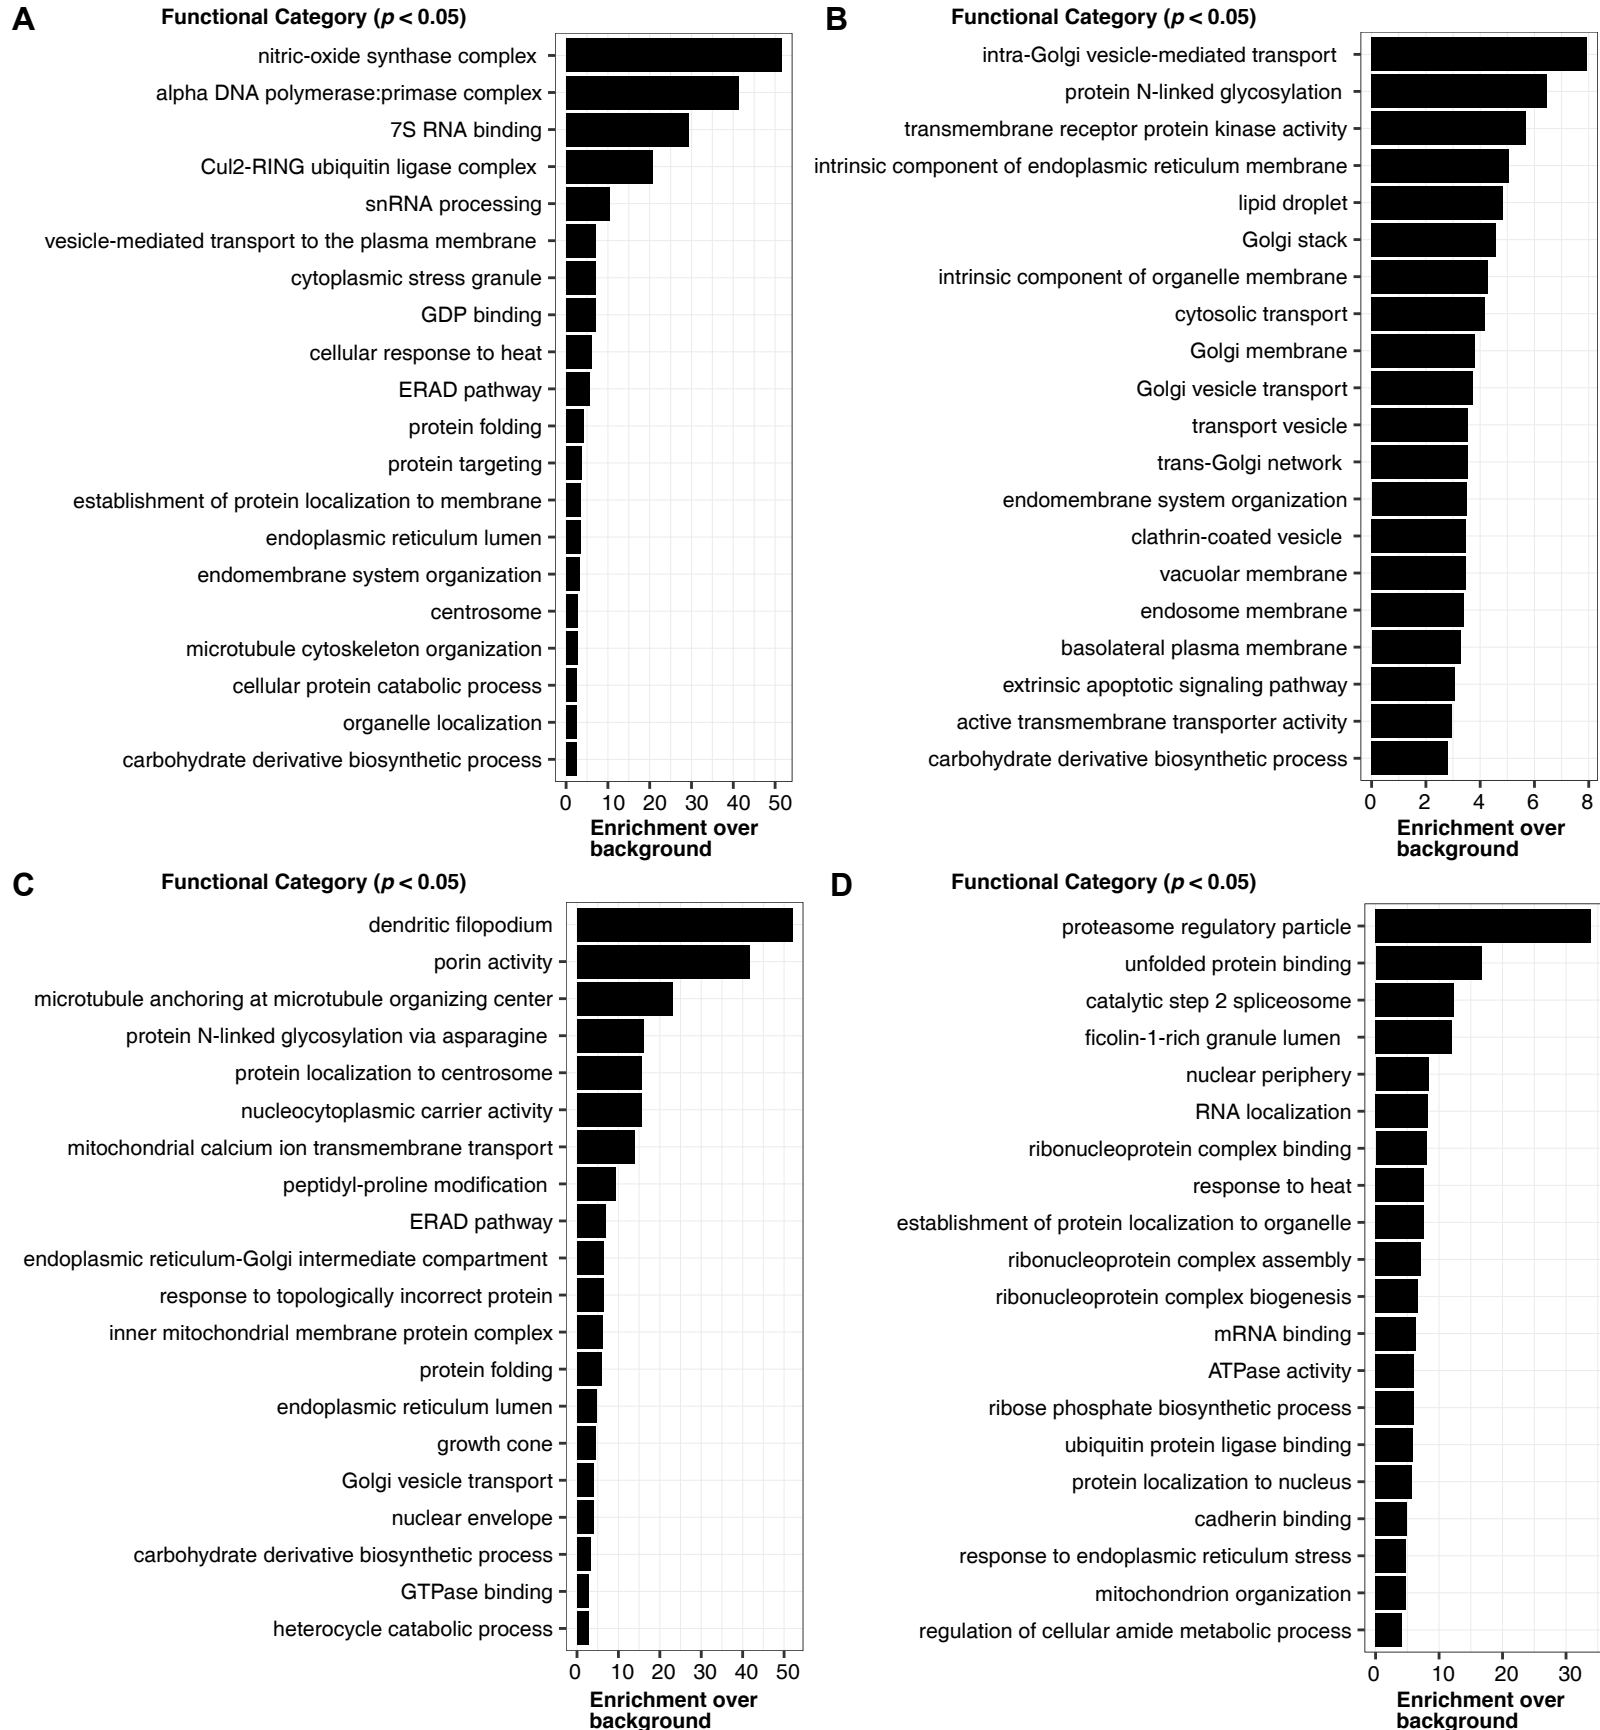 A
Functional Category (p < 0.05)
nitric-oxide synthase complex
alpha DNA polymerase:primase complex
7S RNA binding
Cul2-RING ubiquitin ligase complex
snRNA processing
vesicle-mediated transport to the plasma membrane
cytoplasmic stress granule
GDP binding
cellular response to heat
ERAD pathway
protein folding
protein targeting
establishment of protein localization to membrane
endoplasmic reticulum lumen
endomembrane system organization
centrosome
microtubule cytoskeleton organization
cellular protein catabolic process
organelle localization
carbohydrate derivative biosynthetic process
0 10 20 30 40 50
Enrichment over
background
B
Functional Category (p < 0.05)
intra-Golgi vesicle-mediated transport
protein N-linked glycosylation
transmembrane receptor protein kinase activity
intrinsic component of endoplasmic reticulum membrane
lipid droplet
Golgi stack
intrinsic component of organelle membrane
cytosolic transport
Golgi membrane
Golgi vesicle transport
transport vesicle
trans-Golgi network
endomembrane system organization
clathrin-coated vesicle
vacuolar membrane
endosome membrane
basolateral plasma membrane
extrinsic apoptotic signaling pathway
active transmembrane transporter activity
carbohydrate derivative biosynthetic process
0 2 4 6 8
Enrichment over
background
C
Functional Category (p < 0.05)
dendritic filopodium
porin activity
microtubule anchoring at microtubule organizing center
protein N-linked glycosylation via asparagine
protein localization to centrosome
nucleocytoplasmic carrier activity
mitochondrial calcium ion transmembrane transport
peptidyl-proline modification
ERAD pathway
endoplasmic reticulum-Golgi intermediate compartment
response to topologically incorrect protein
inner mitochondrial membrane protein complex
protein folding
endoplasmic reticulum lumen
growth cone
Golgi vesicle transport
nuclear envelope
carbohydrate derivative biosynthetic process
GTPase binding
heterocycle catabolic process
0 10 20 30 40 50
Enrichment over
background
D
Functional Category (p < 0.05)
proteasome regulatory particle
unfolded protein binding
catalytic step 2 spliceosome
ficolin-1-rich granule lumen
nuclear periphery
RNA localization
ribonucleoprotein complex binding
response to heat
establishment of protein localization to organelle
ribonucleoprotein complex assembly
ribonucleoprotein complex biogenesis
mRNA binding
ATPase activity
ribose phosphate biosynthetic process
ubiquitin protein ligase binding
protein localization to nucleus
cadherin binding
response to endoplasmic reticulum stress
mitochondrion organization
regulation of cellular amide metabolic process
0 10 20 30
Enrichment over
background